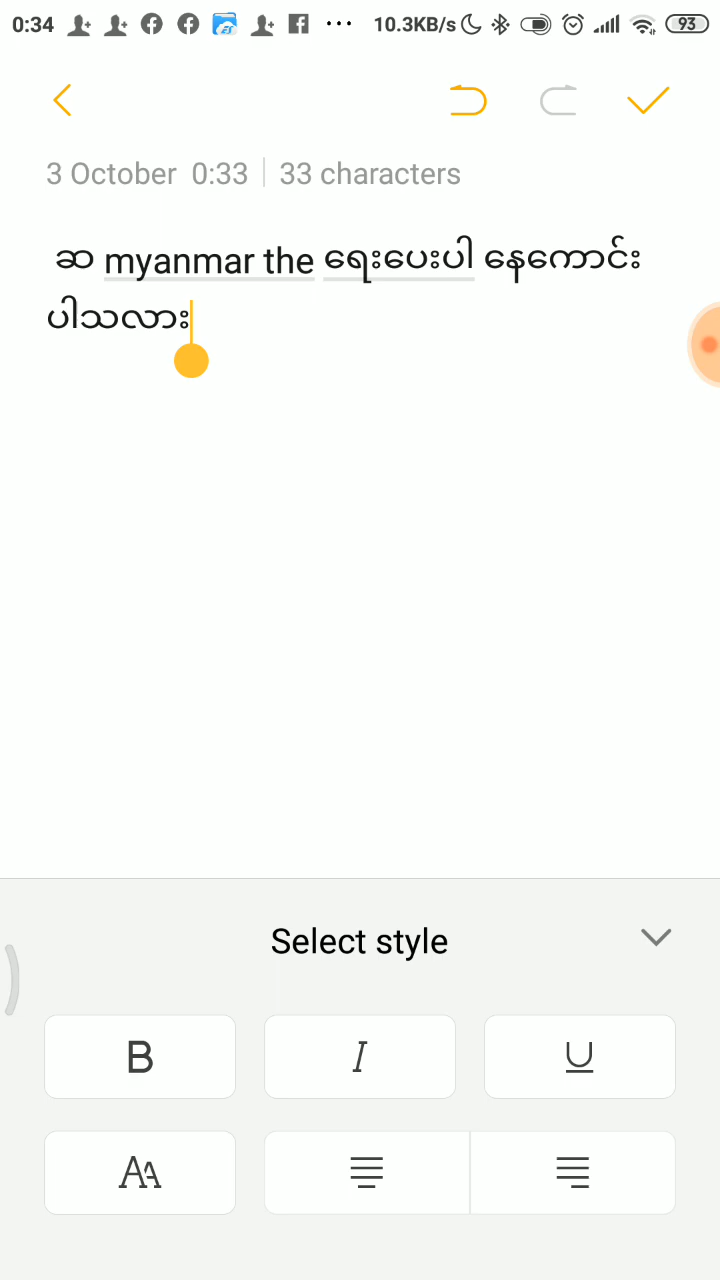 0:34 ... 10.3KB/s 93
3 October 0:33 | 33 characters
ဆ myanmar the ရေးပေးပါ နေကောင်း
ပါသလား
Select style
B I U
AA